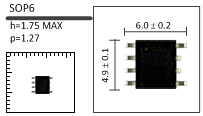 SOP6
h=1.75 MAX
p=1.27
6.0 ± 0.2
4.9 ± 0.1